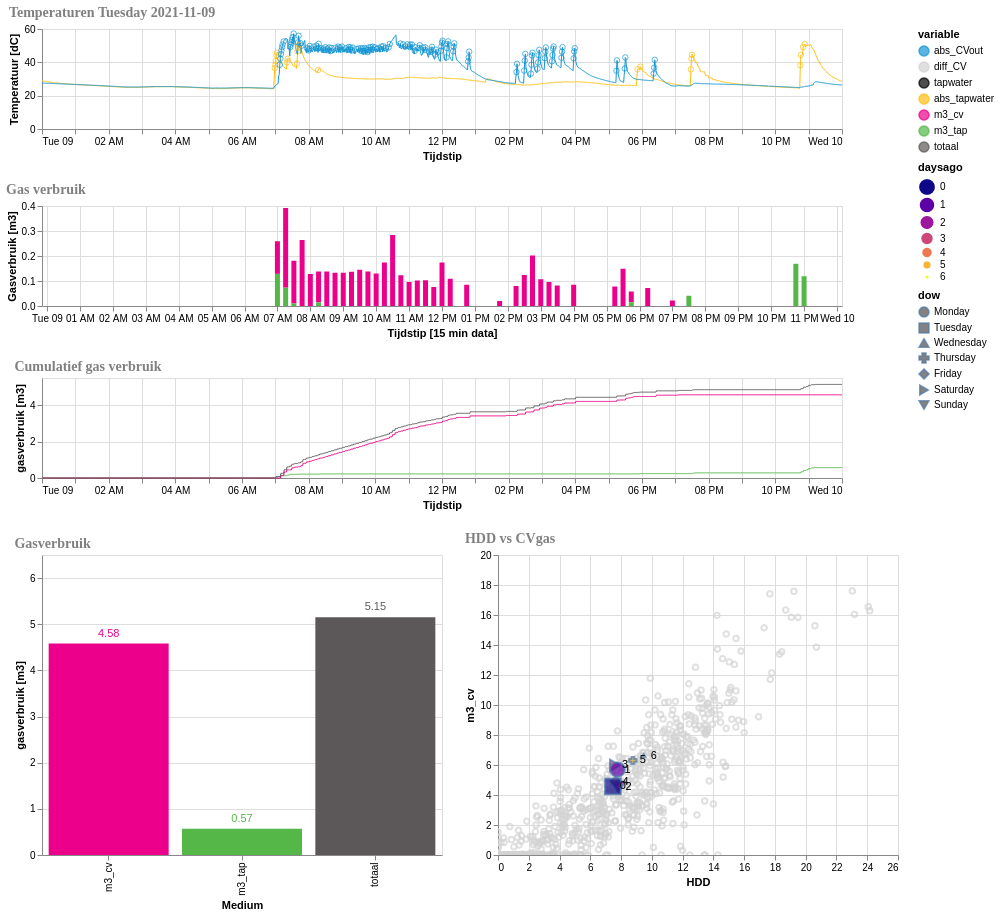 Temperaturen Tuesday 2021-11-09
Temperatuur [dC]
60
40
20
0
Tue 09 02 AM 04 AM 06 AM 08 AM 10 AM 12 PM 02 PM 04 PM 06 PM 08 PM 10 PM Wed 10
Tijdstip
Gas verbruik
Gasverbruik [m3]
0.4
0.3
0.2
0.1
0.0
Tue 09 01 AM 02 AM 03 AM 04 AM 05 AM 06 AM 07 AM 08 AM 09 AM 10 AM 11 AM 12 PM 01 PM 02 PM 03 PM 04 PM 05 PM 06 PM 07 PM 08 PM 09 PM 10 PM 11 PM Wed 10
Tijdstip [15 min data]
Cumulatief gas verbruik
gasverbruik [m3]
4
2
0
Tue 09 02 AM 04 AM 06 AM 08 AM 10 AM 12 PM 02 PM 04 PM 06 PM 08 PM 10 PM Wed 10
Tijdstip
Gasverbruik
gasverbruik [m3]
6
5
4
3
2
1
0
4.58
0.57
5.15
m3_cv
m3_tap
totaal
Medium
HDD vs CVgas
m3_cv
20
18
16
14
12
10
8
6
4
2
0
3
1
5
6
4
0
2
0 2 4 6 8 10 12 14 16 18 20 22 24 26
HDD
variable
abs_CVout
diff_CV
tapwater
abs_tapwater
m3_cv
m3_tap
totaal
daysago
0
1
2
3
4
5
6
dow
Monday
Tuesday
Wednesday
Thursday
Friday
Saturday
Sunday